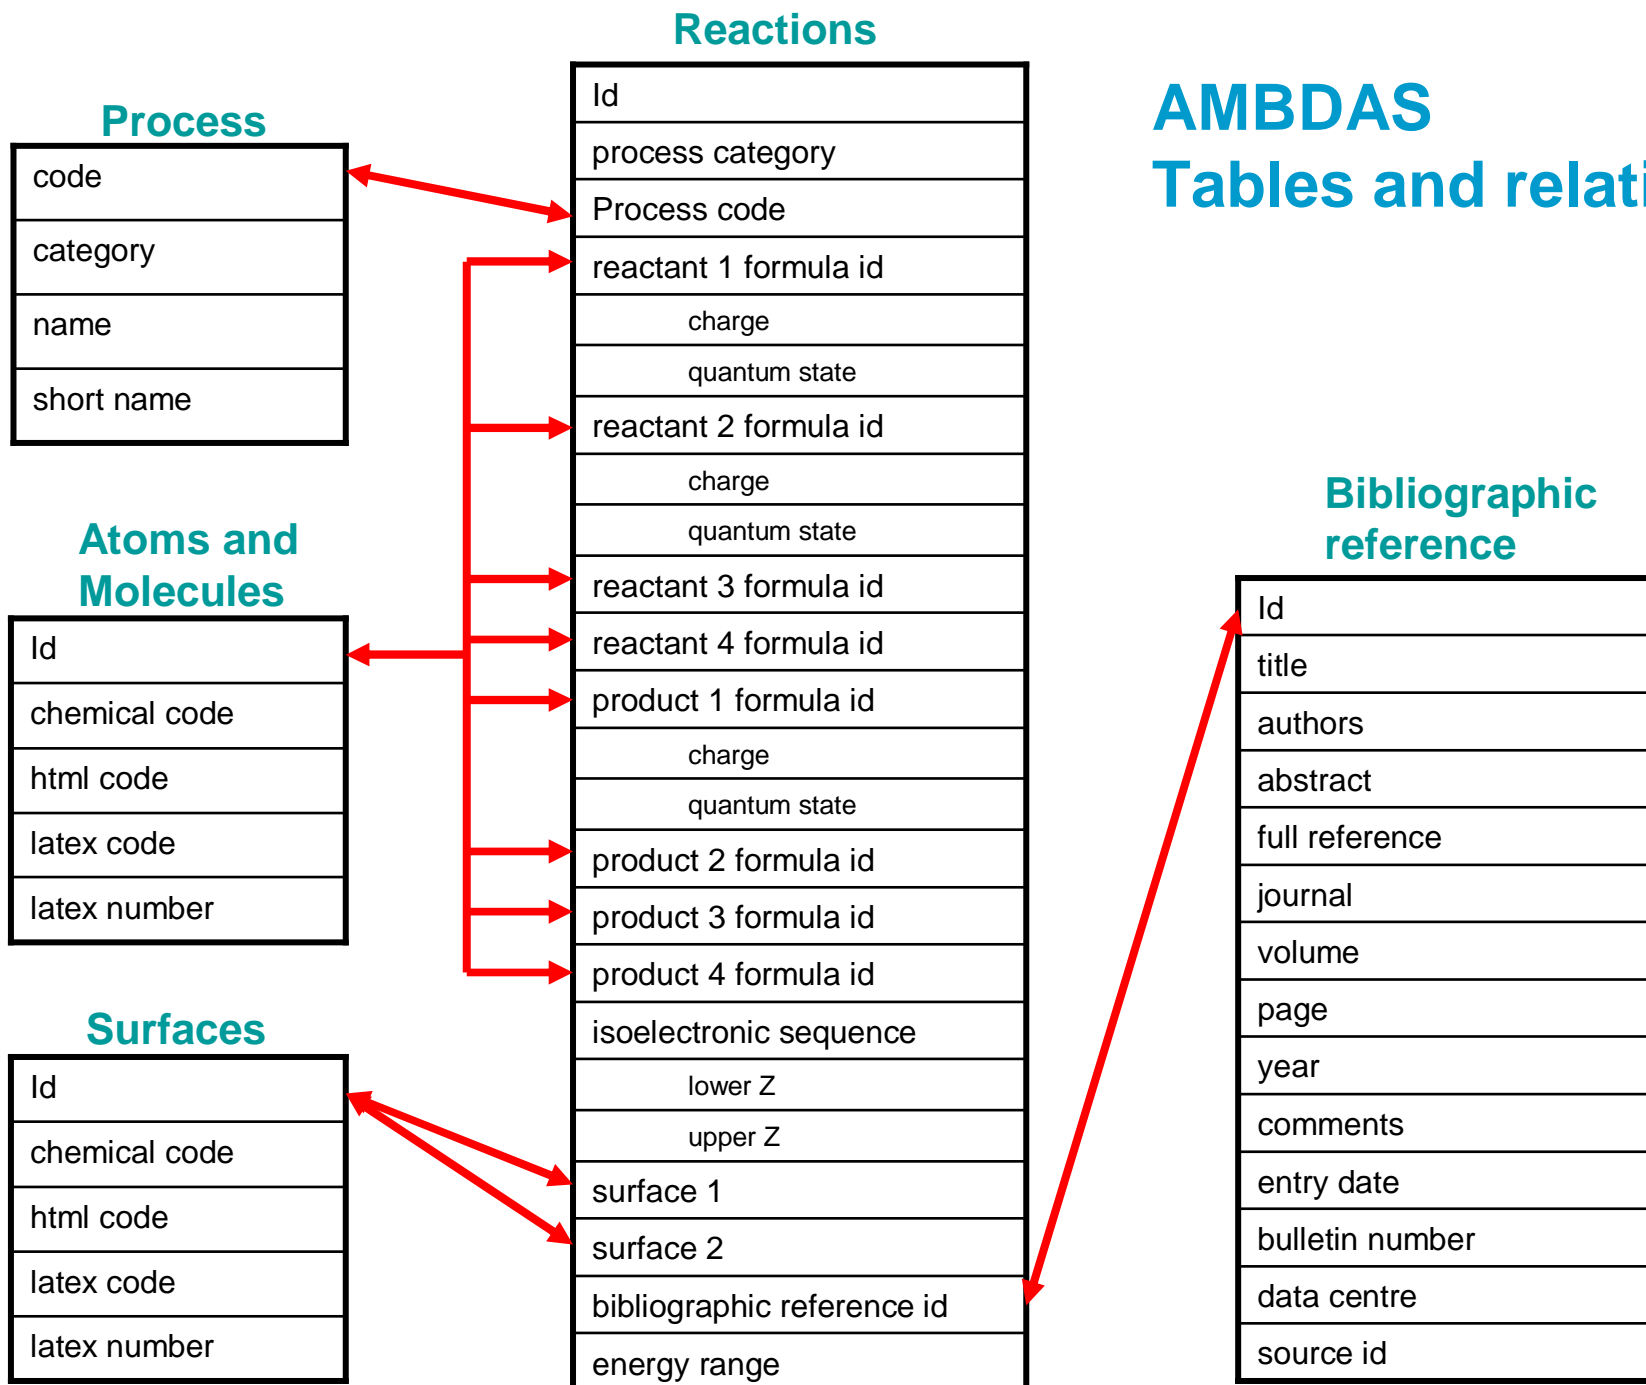 AMBDAS
Tables and relati
Process
code
category
name
short name
Atoms and
Molecules
Id
chemical code
html code
latex code
latex number
Surfaces
Id
chemical code
html code
latex code
latex number
Reactions
Id
process category
Process code
reactant 1 formula id
charge
quantum state
reactant 2 formula id
charge
quantum state
reactant 3 formula id
reactant 4 formula id
product 1 formula id
charge
quantum state
product 2 formula id
product 3 formula id
product 4 formula id
isoelectronic sequence
lower Z
upper Z
surface 1
surface 2
bibliographic reference id
energy range
Bibliographic
reference
Id
title
authors
abstract
full reference
journal
volume
page
year
comments
entry date
bulletin number
data centre
source id